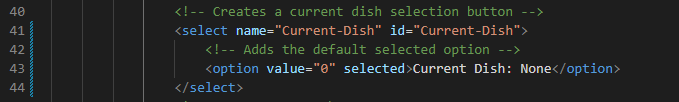 40 <!-- Creates a current dish selection button -->
41 <select name="Current-Dish" id="Current-Dish">
42 <!-- Adds the default selected option -->
43 <option value="0" selected>Current Dish: None</option>
44 </select>